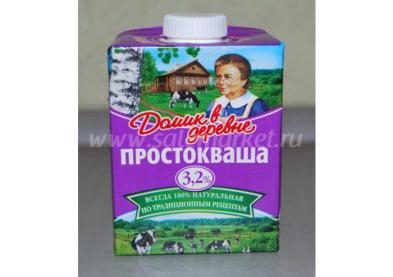 Домик в
деревне
ПРОСТОКВАША
3,2%
ВСЕГДА 100% НАТУРАЛЬНАЯ
ПО ТРАДИЦИОННЫМ РЕЦЕПТАМ